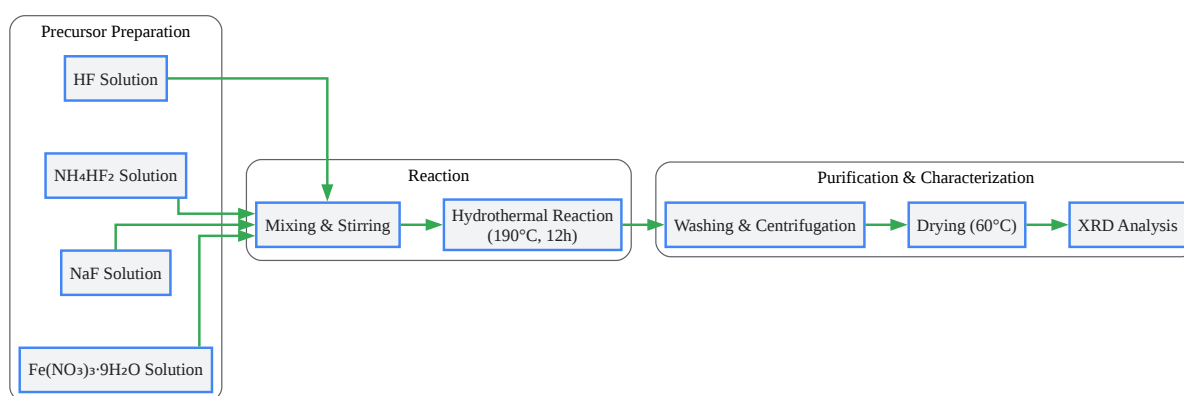 Precursor Preparation
HF Solution
NH₄HF₂ Solution
NaF Solution
Fe(NO₃)₃·9H₂O Solution
Reaction
Mixing & Stirring
Hydrothermal Reaction
(190°C, 12h)
Purification & Characterization
Washing & Centrifugation
Drying (60°C)
XRD Analysis